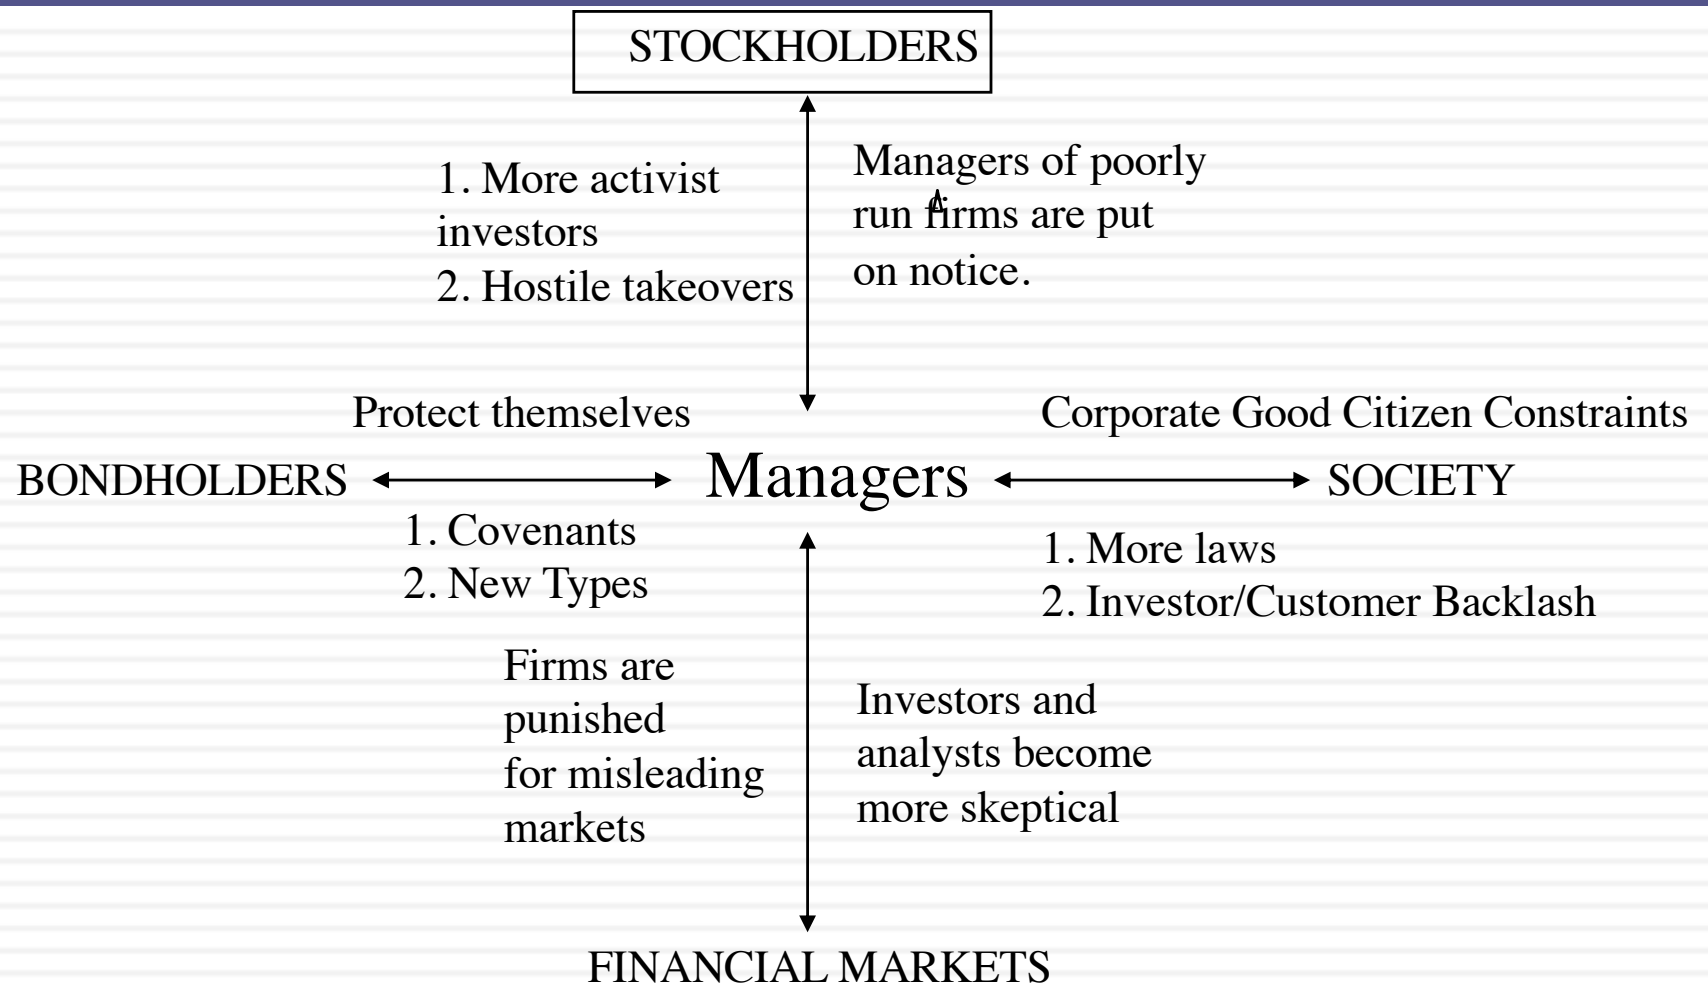 STOCKHOLDERS
1. More activist
investors
2. Hostile takeovers
Managers of poorly
run firms are put
on notice.
Protect themselves
Corporate Good Citizen Constraints
BONDHOLDERS
Managers
SOCIETY
1. Covenants
2. New Types
1. More laws
2. Investor/Customer Backlash
Firms are
punished
for misleading
markets
Investors and
analysts become
more skeptical
FINANCIAL MARKETS